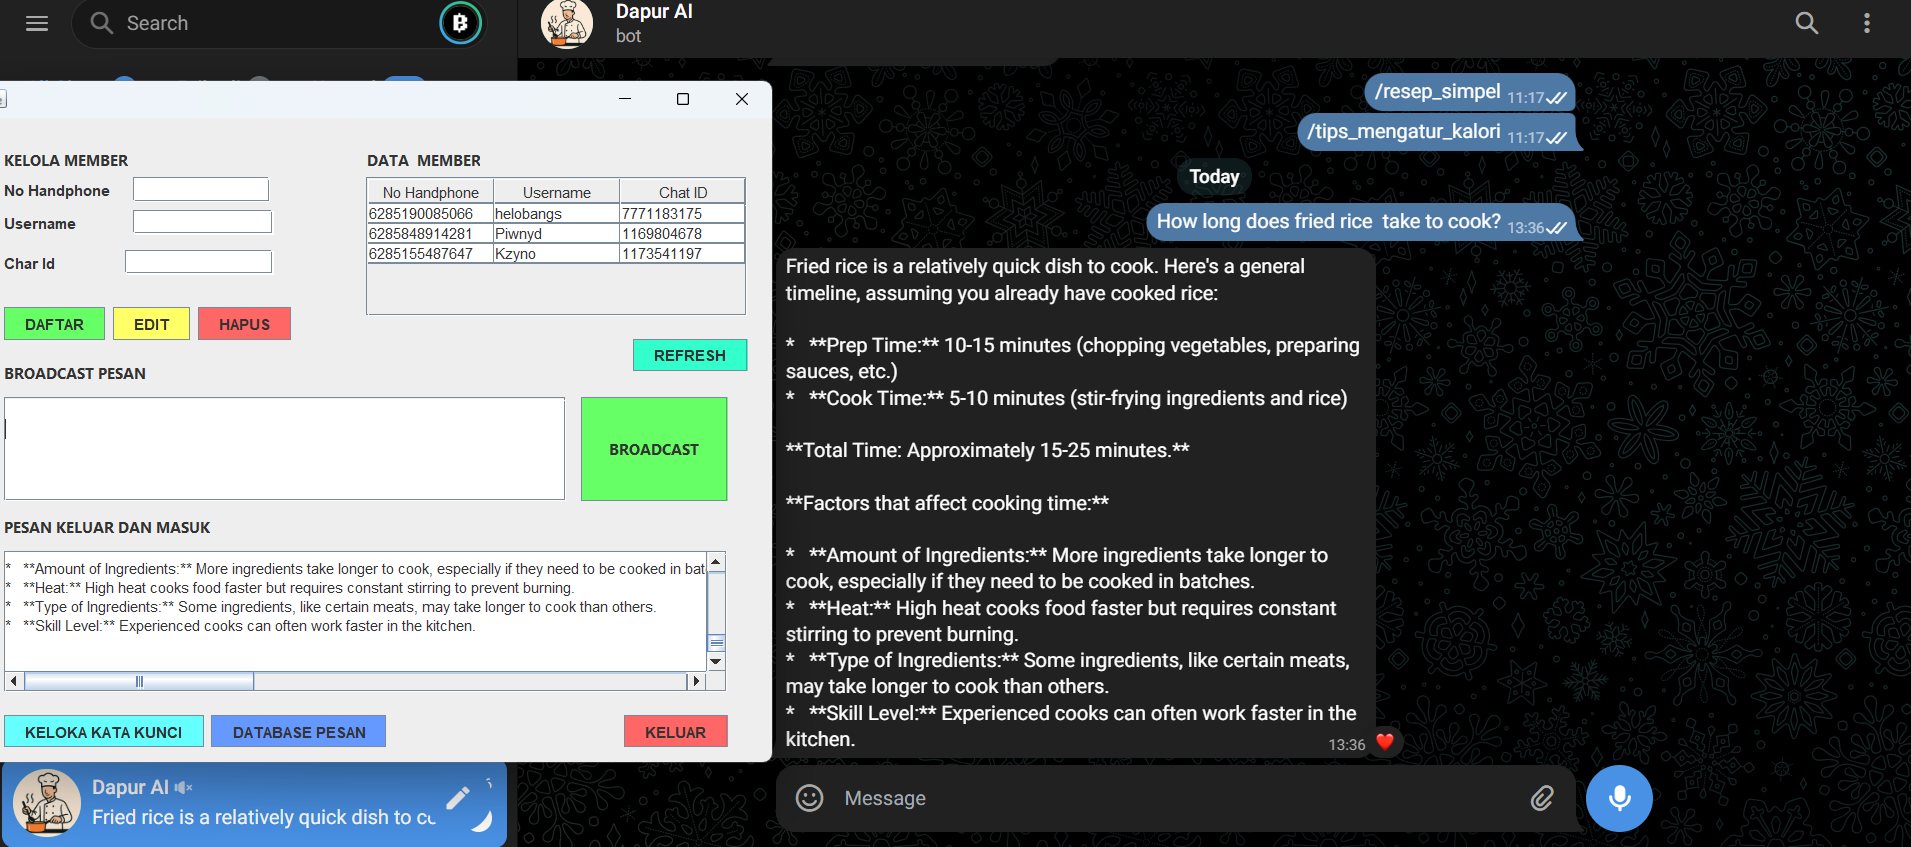 Search
Dapur AI
bot
/resep_simpel 11:17
/tips_mengatur_kalori 11:17
Today
How long does fried rice  take to cook? 13:36
Fried rice is a relatively quick dish to cook. Here's a general
timeline, assuming you already have cooked rice:
*   **Prep Time:** 10-15 minutes (chopping vegetables, preparing
sauces, etc.)
*   **Cook Time:** 5-10 minutes (stir-frying ingredients and rice)
**Total Time: Approximately 15-25 minutes.**
**Factors that affect cooking time:**
*   **Amount of Ingredients:** More ingredients take longer to
cook, especially if they need to be cooked in batches.
*   **Heat:** High heat cooks food faster but requires constant
stirring to prevent burning.
*   **Type of Ingredients:** Some ingredients, like certain meats,
may take longer to cook than others.
*   **Skill Level:** Experienced cooks can often work faster in the
kitchen.
13:36 ❤️
Message
KELOLA MEMBER
No Handphone
Username
Char Id
DAFTAR EDIT HAPUS
DATA  MEMBER
No Handphone Username Chat ID
6285190085066 helobangs 7771183175
6285848914281 Piwnyd 1169804678
6285155487647 Kzyno 1173541197
REFRESH
BROADCAST PESAN
BROADCAST
PESAN KELUAR DAN MASUK
*   **Amount of Ingredients:** More ingredients take longer to cook, especially if they need to be cooked in bat
*   **Heat:** High heat cooks food faster but requires constant stirring to prevent burning.
*   **Type of Ingredients:** Some ingredients, like certain meats, may take longer to cook than others.
*   **Skill Level:** Experienced cooks can often work faster in the kitchen.
KELOKA KATA KUNCI DATABASE PESAN KELUAR
Dapur AI
Fried rice is a relatively quick dish to